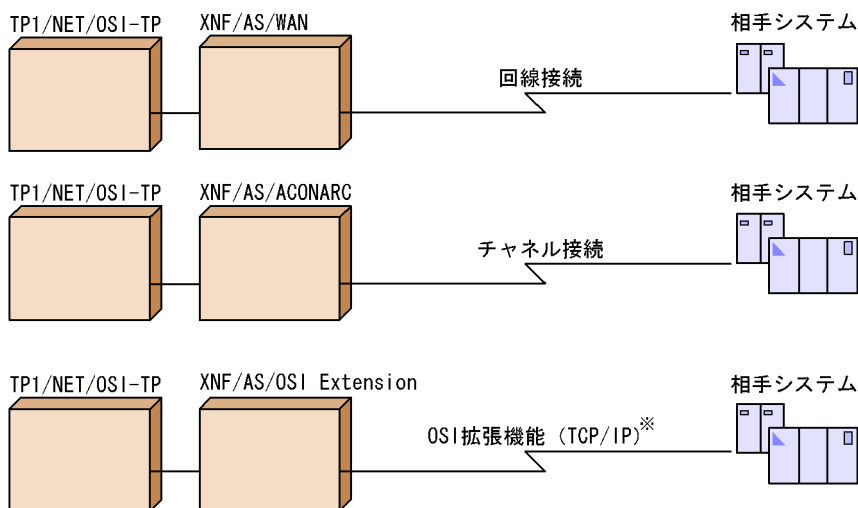 TP1/NET/OSI-TP XNF/AS/WAN 相手システム
回線接続
TP1/NET/OSI-TP XNF/AS/ACONARC 相手システム
チャネル接続
TP1/NET/OSI-TP XNF/AS/OSI Extension 相手システム
OSI拡張機能（TCP/IP）※